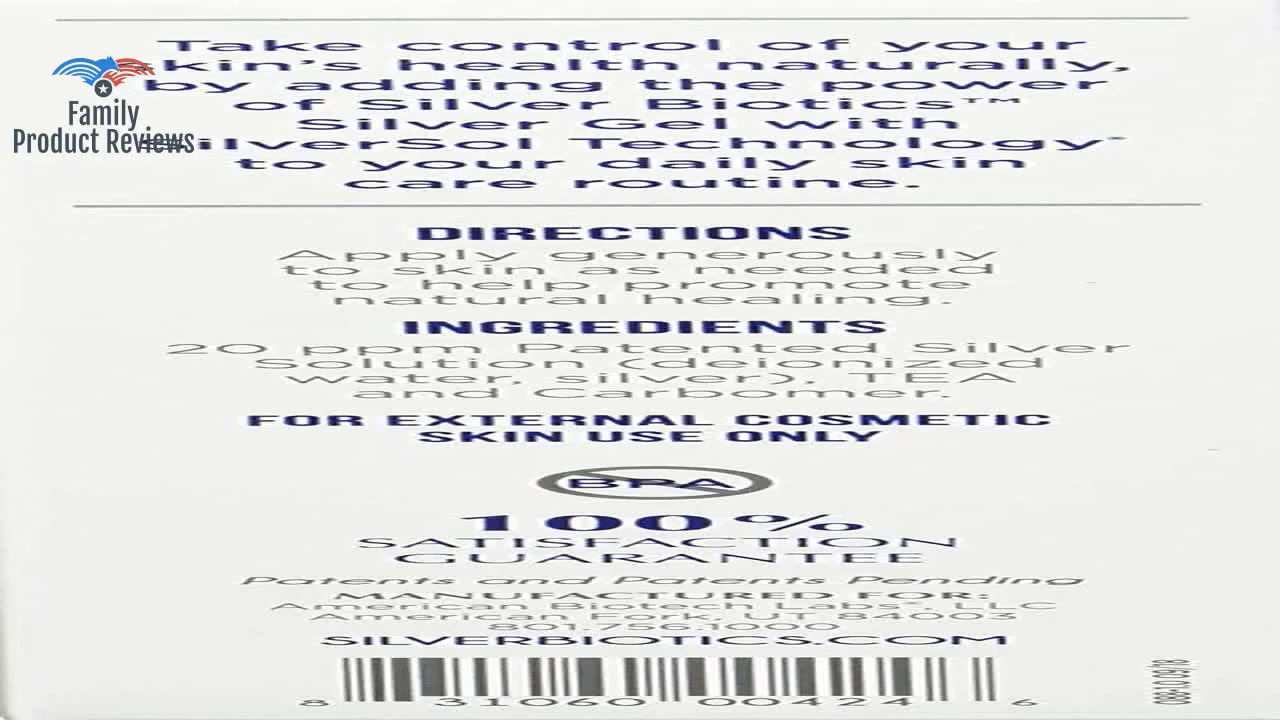 Family
Product Reviews
Take control of your
skin's health naturally,
by adding the power
of Silver Biotics™
Silver Gel with
SilverSol Technology®
to your daily skin
care routine.
DIRECTIONS
Apply generously
to skin as needed
to help promote
natural healing.
INGREDIENTS
20 ppm Patented Silver
Solution (deionized
water, silver), TEA
and Carbomer.
FOR EXTERNAL COSMETIC
SKIN USE ONLY
BPA
100%
SATISFACTION
GUARANTEE
Patents and Patents Pending
MANUFACTURED FOR:
American Biotech Labs®, LLC
American Fork, UT 84003
801.756.1000
SILVERBIOTICS.COM
8 31060 00424 6